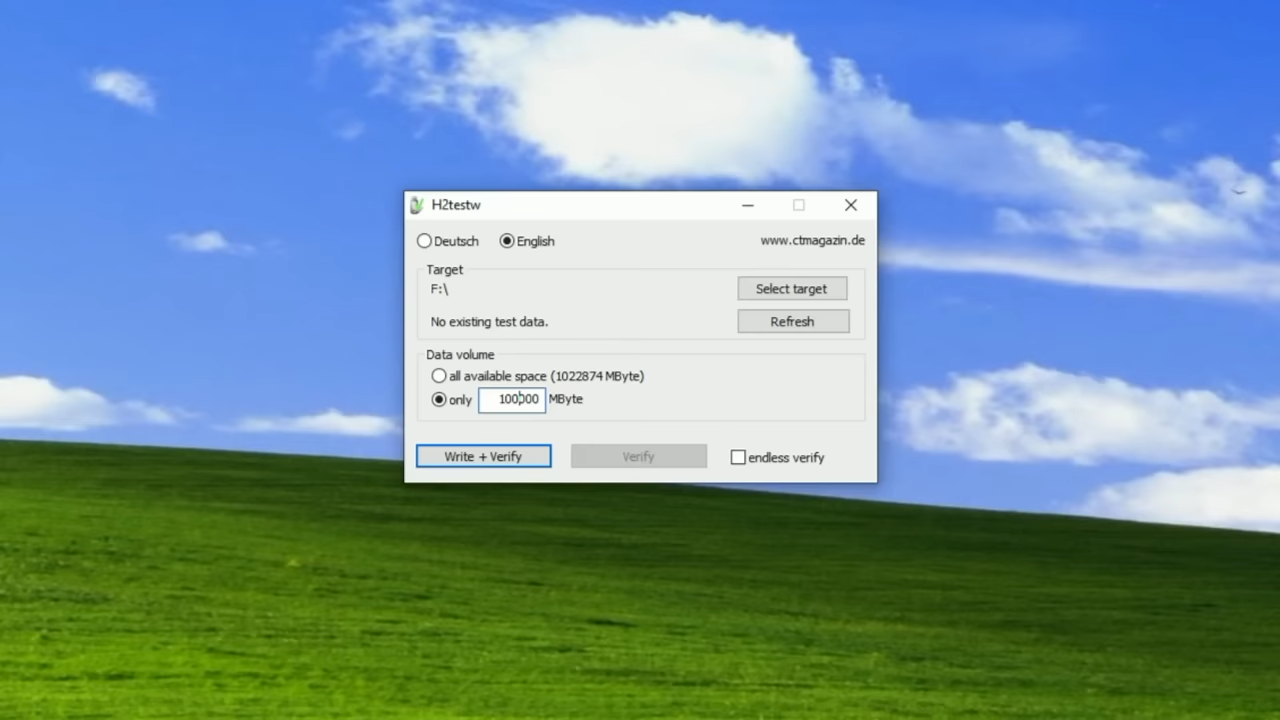 H2testw
Deutsch English www.ctmagazin.de
Target
F:\ Select target
No existing test data. Refresh
Data volume
all available space (1022874 MByte)
only 100000 MByte
Write + Verify Verify endless verify